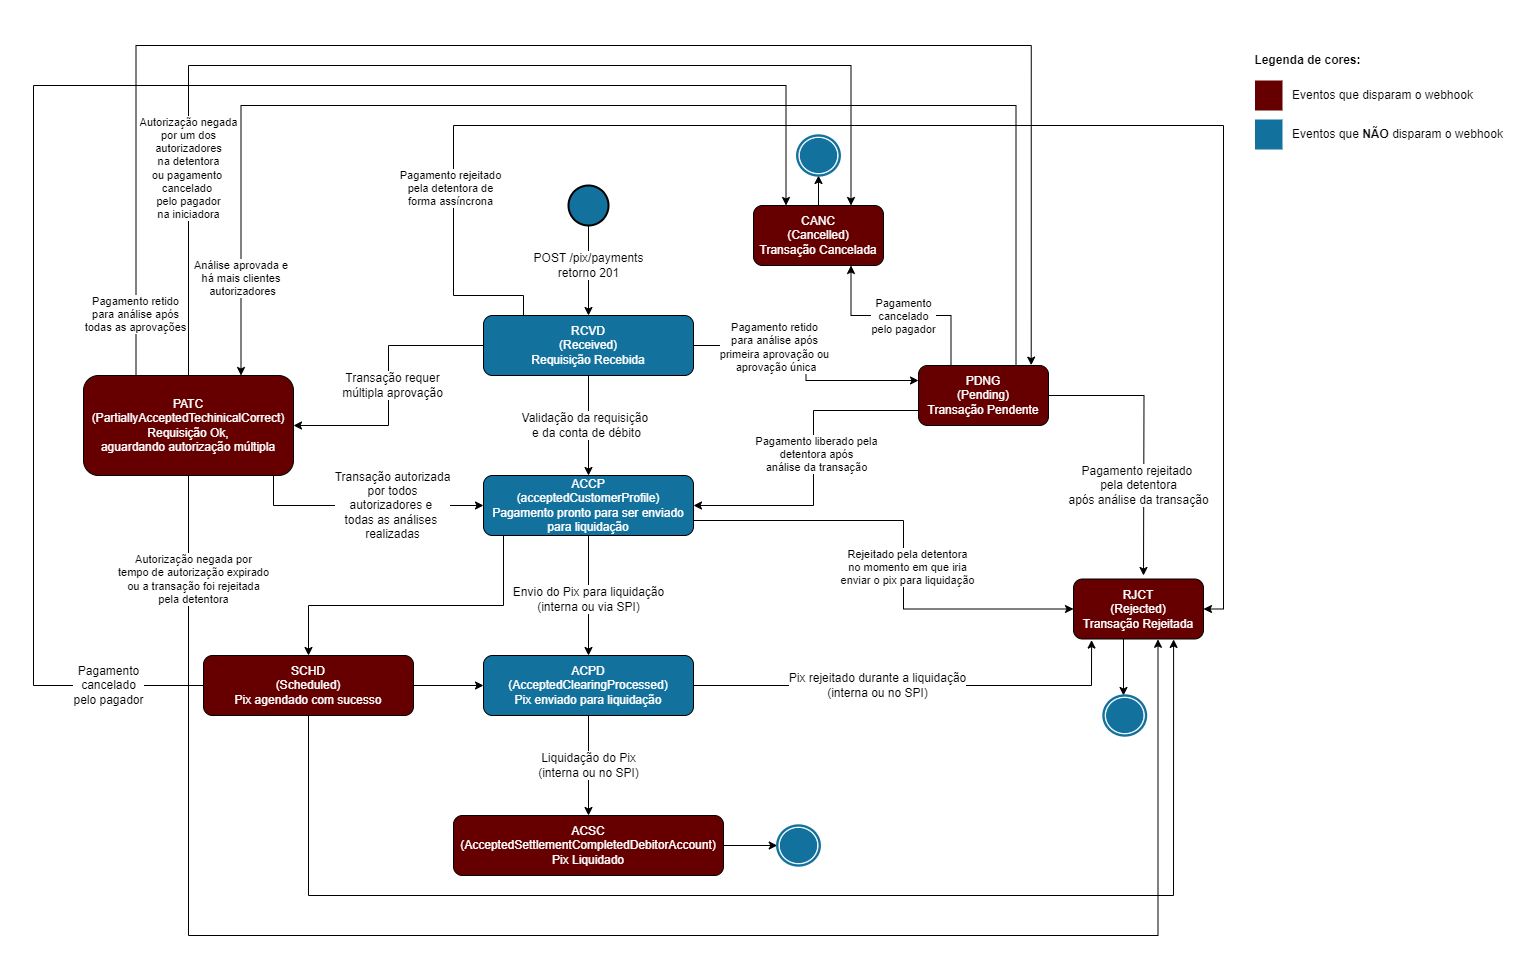 Legenda de cores:
Eventos que disparam o webhook
Eventos que NÃO disparam o webhook
Autorização negada
por um dos
autorizadores
na detentora
ou pagamento
cancelado
pelo pagador
na iniciadora
Pagamento rejeitado
pela detentora de
forma assíncrona
CANC
(Cancelled)
Transação Cancelada
POST /pix/payments
retorno 201
Análise aprovada e
há mais clientes
autorizadores
Pagamento retido
para análise após
todas as aprovações
Pagamento
cancelado
pelo pagador
RCVD
(Received)
Requisição Recebida
Pagamento retido
para análise após
primeira aprovação ou
aprovação única
PDNG
(Pending)
Transação Pendente
Transação requer
múltipla aprovação
PATC
(PartiallyAcceptedTechinicalCorrect)
Requisição Ok,
aguardando autorização múltipla
Validação da requisição
e da conta de débito
Pagamento liberado pela
detentora após
análise da transação
Pagamento rejeitado
pela detentora
após análise da transação
Transação autorizada
por todos
autorizadores e
todas as análises
realizadas
ACCP
(acceptedCustomerProfile)
Pagamento pronto para ser enviado
para liquidação
Autorização negada por
tempo de autorização expirado
ou a transação foi rejeitada
pela detentora
Rejeitado pela detentora
no momento em que iria
enviar o pix para liquidação
Envio do Pix para liquidação
(interna ou via SPI)
RJCT
(Rejected)
Transação Rejeitada
Pagamento
cancelado
pelo pagador
SCHD
(Scheduled)
Pix agendado com sucesso
ACPD
(AcceptedClearingProcessed)
Pix enviado para liquidação
Pix rejeitado durante a liquidação
(interna ou no SPI)
Liquidação do Pix
(interna ou no SPI)
ACSC
(AcceptedSettlementCompletedDebitorAccount)
Pix Liquidado